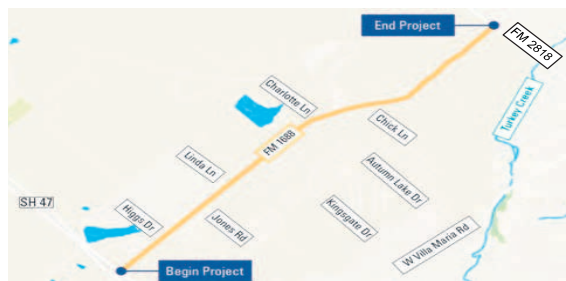 End Project
FM 2818
Charlotte Ln
Turkey Creek
Chick Ln
FM 1688
Linda Ln
Autumn Lake Dr
SH 47
Higgs Dr
Jones Rd
Kingsgate Dr
W Villa Maria Rd
Begin Project